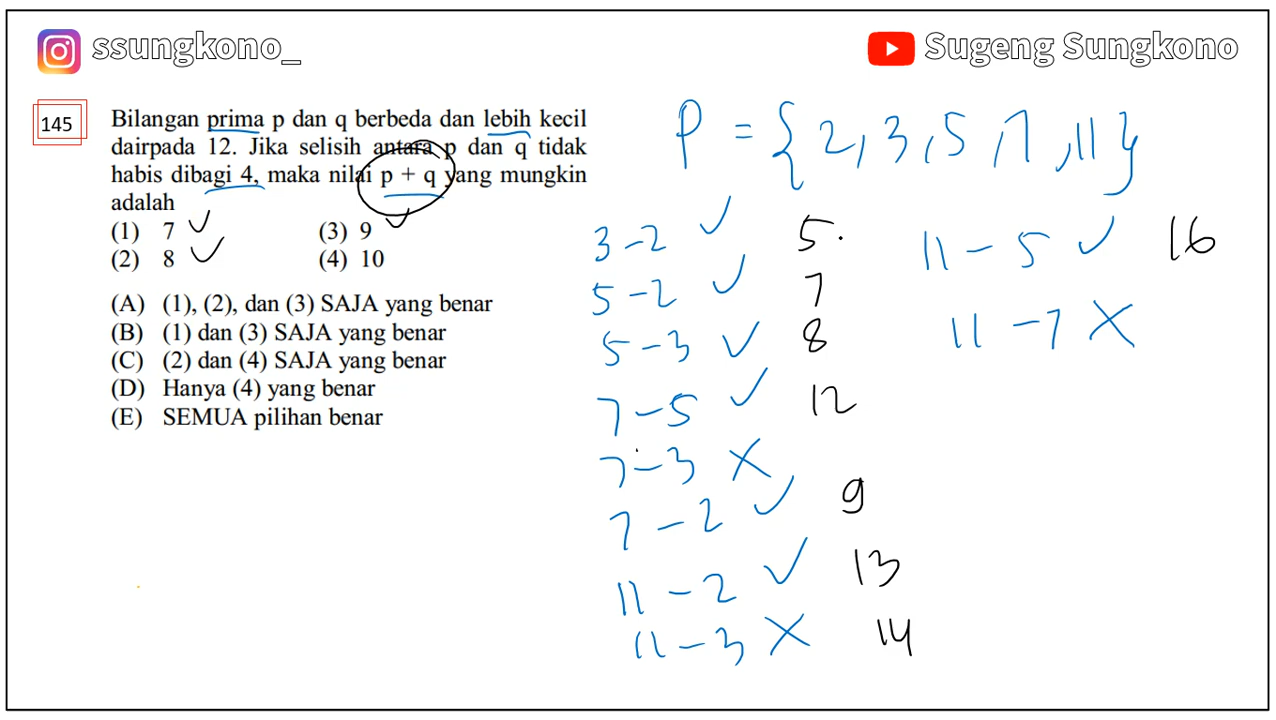 ssungkono_
Sugeng Sungkono
145
Bilangan prima p dan q berbeda dan lebih kecil
dairpada 12. Jika selisih antara p dan q tidak
habis dibagi 4, maka nilai p + q yang mungkin
adalah
(1) 7 ✓ (3) 9 ✓
(2) 8 ✓ (4) 10
(A) (1), (2), dan (3) SAJA yang benar
(B) (1) dan (3) SAJA yang benar
(C) (2) dan (4) SAJA yang benar
(D) Hanya (4) yang benar
(E) SEMUA pilihan benar
P = {2, 3, 5, 7, 11}
3 - 2 ✓ 5.
5 - 2 ✓ 7
5 - 3 ✓ 8
7 - 5 ✓ 12
7 - 3 X
7 - 2 ✓ 9
11 - 2 ✓ 13
11 - 3 X 14
11 - 5 ✓ 16
11 - 7 X